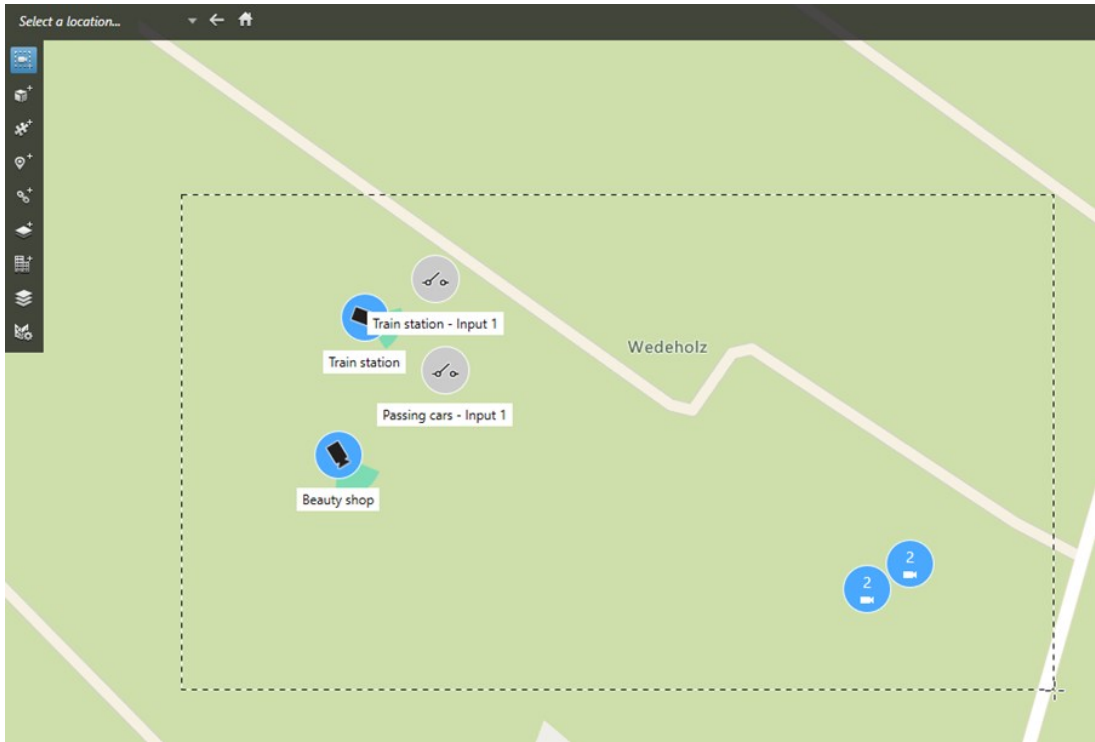 Select a location...
Train station - Input 1
Wedeholz
Train station
Passing cars - Input 1
Beauty shop
2
2